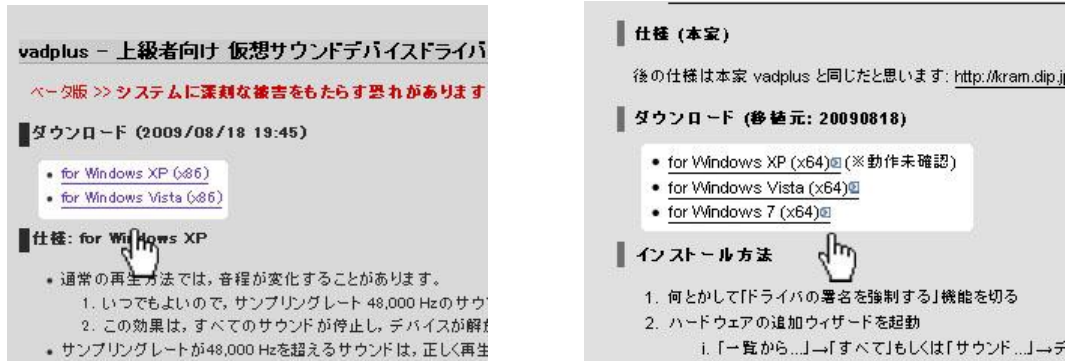 vadplus - 上級者向け 仮想サウンドデバイスドライバ
ベータ版 >> システムに深刻な被害をもたらす恐れがあります
ダウンロード (2009/08/18 19:45)
for Windows XP (x86)
for Windows Vista (x86)
仕様: for Windows XP
通常の再生方法では, 音程が変化することがあります。
1. いつでもよいので, サンプリングレート 48,000 Hzのサウ
2. この効果は, すべてのサウンドが停止し, デバイスが解
サンプリングレートが48,000 Hzを超えるサウンドは, 正しく再生
仕様 (本家)
後の仕様は本家 vadplus と同じだと思います: http://kram.dip.j
ダウンロード (移植元: 20090818)
for Windows XP (x64) (※動作未確認)
for Windows Vista (x64)
for Windows 7 (x64)
インストール方法
1. 何とかして「ドライバの署名を強制する」機能を切る
2. ハードウェアの追加ウィザードを起動
i. 「一覧から...」→「すべて」もしくは「サウンド...」→デ